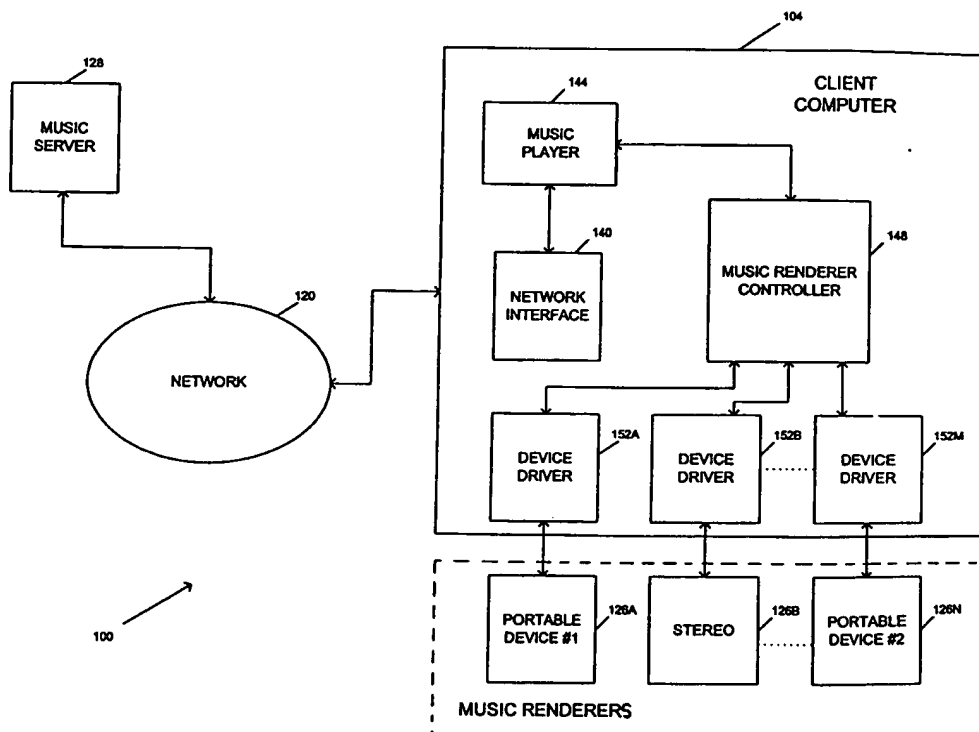 104
128
MUSIC
SERVER
144
MUSIC
PLAYER
CLIENT
COMPUTER
140
NETWORK
INTERFACE
148
MUSIC RENDERER
CONTROLLER
120
NETWORK
152A
DEVICE
DRIVER
152B
DEVICE
DRIVER
152M
DEVICE
DRIVER
100
126A
PORTABLE
DEVICE #1
126B
STEREO
126N
PORTABLE
DEVICE #2
MUSIC RENDERERS